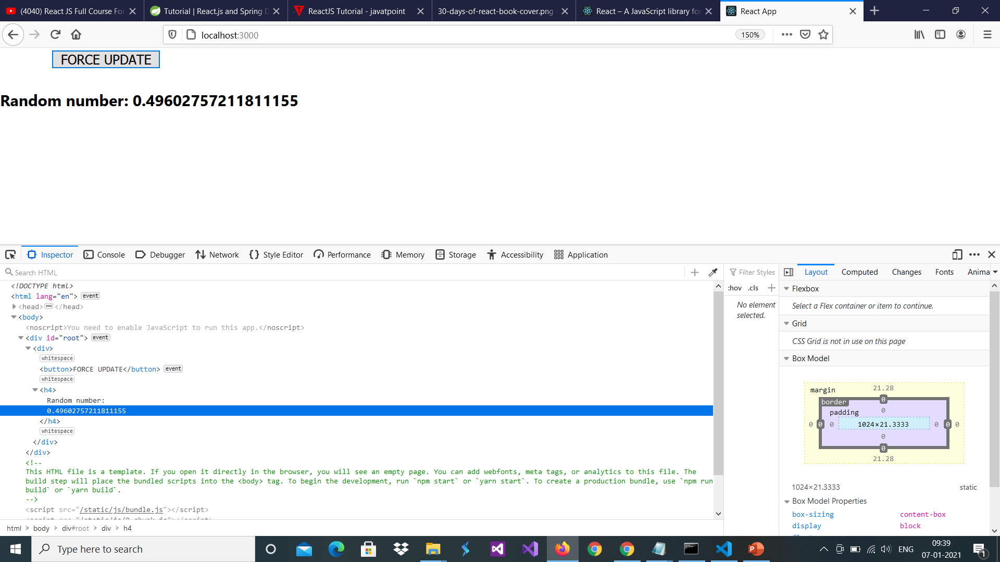 (4040) React JS Full Course For
Tutorial | React.js and Spring D
ReactJS Tutorial - javatpoint
30-days-of-react-book-cover.png
React – A JavaScript library for
React App
localhost:3000
150%
FORCE UPDATE
Random number: 0.49602757211811155
Inspector
Console
Debugger
Network
Style Editor
Performance
Memory
Storage
Accessibility
Application
Search HTML
<!DOCTYPE html>
<html lang="en"> event
<head>•••</head>
<body>
<noscript>You need to enable JavaScript to run this app.</noscript>
<div id="root"> event
<div>
whitespace
<button>FORCE UPDATE</button> event
whitespace
<h4>
Random number:
0.49602757211811155
</h4>
whitespace
</div>
</div>
<!--
This HTML file is a template. If you open it directly in the browser, you will see an empty page. You can add webfonts, meta tags, or analytics to this file. The
build step will place the bundled scripts into the <body> tag. To begin the development, run `npm start` or `yarn start`. To create a production bundle, use `npm run
build` or `yarn build`.
-->
<script src="/static/js/bundle.js"></script>
<script src="/static/js/0.chunk.js"></script>
html > body > div#root > div > h4
Filter Styles
:hov .cls
No element
selected.
Layout
Computed
Changes
Fonts
Anima
Flexbox
Select a Flex container or item to continue.
Grid
CSS Grid is not in use on this page
Box Model
margin 21.28
border 0
padding 0
0 0 0 1024×21.3333 0 0 0
0
0
21.28
1024×21.3333 static
Box Model Properties
box-sizing content-box
display block
Type here to search
ENG
09:39
07-01-2021
1